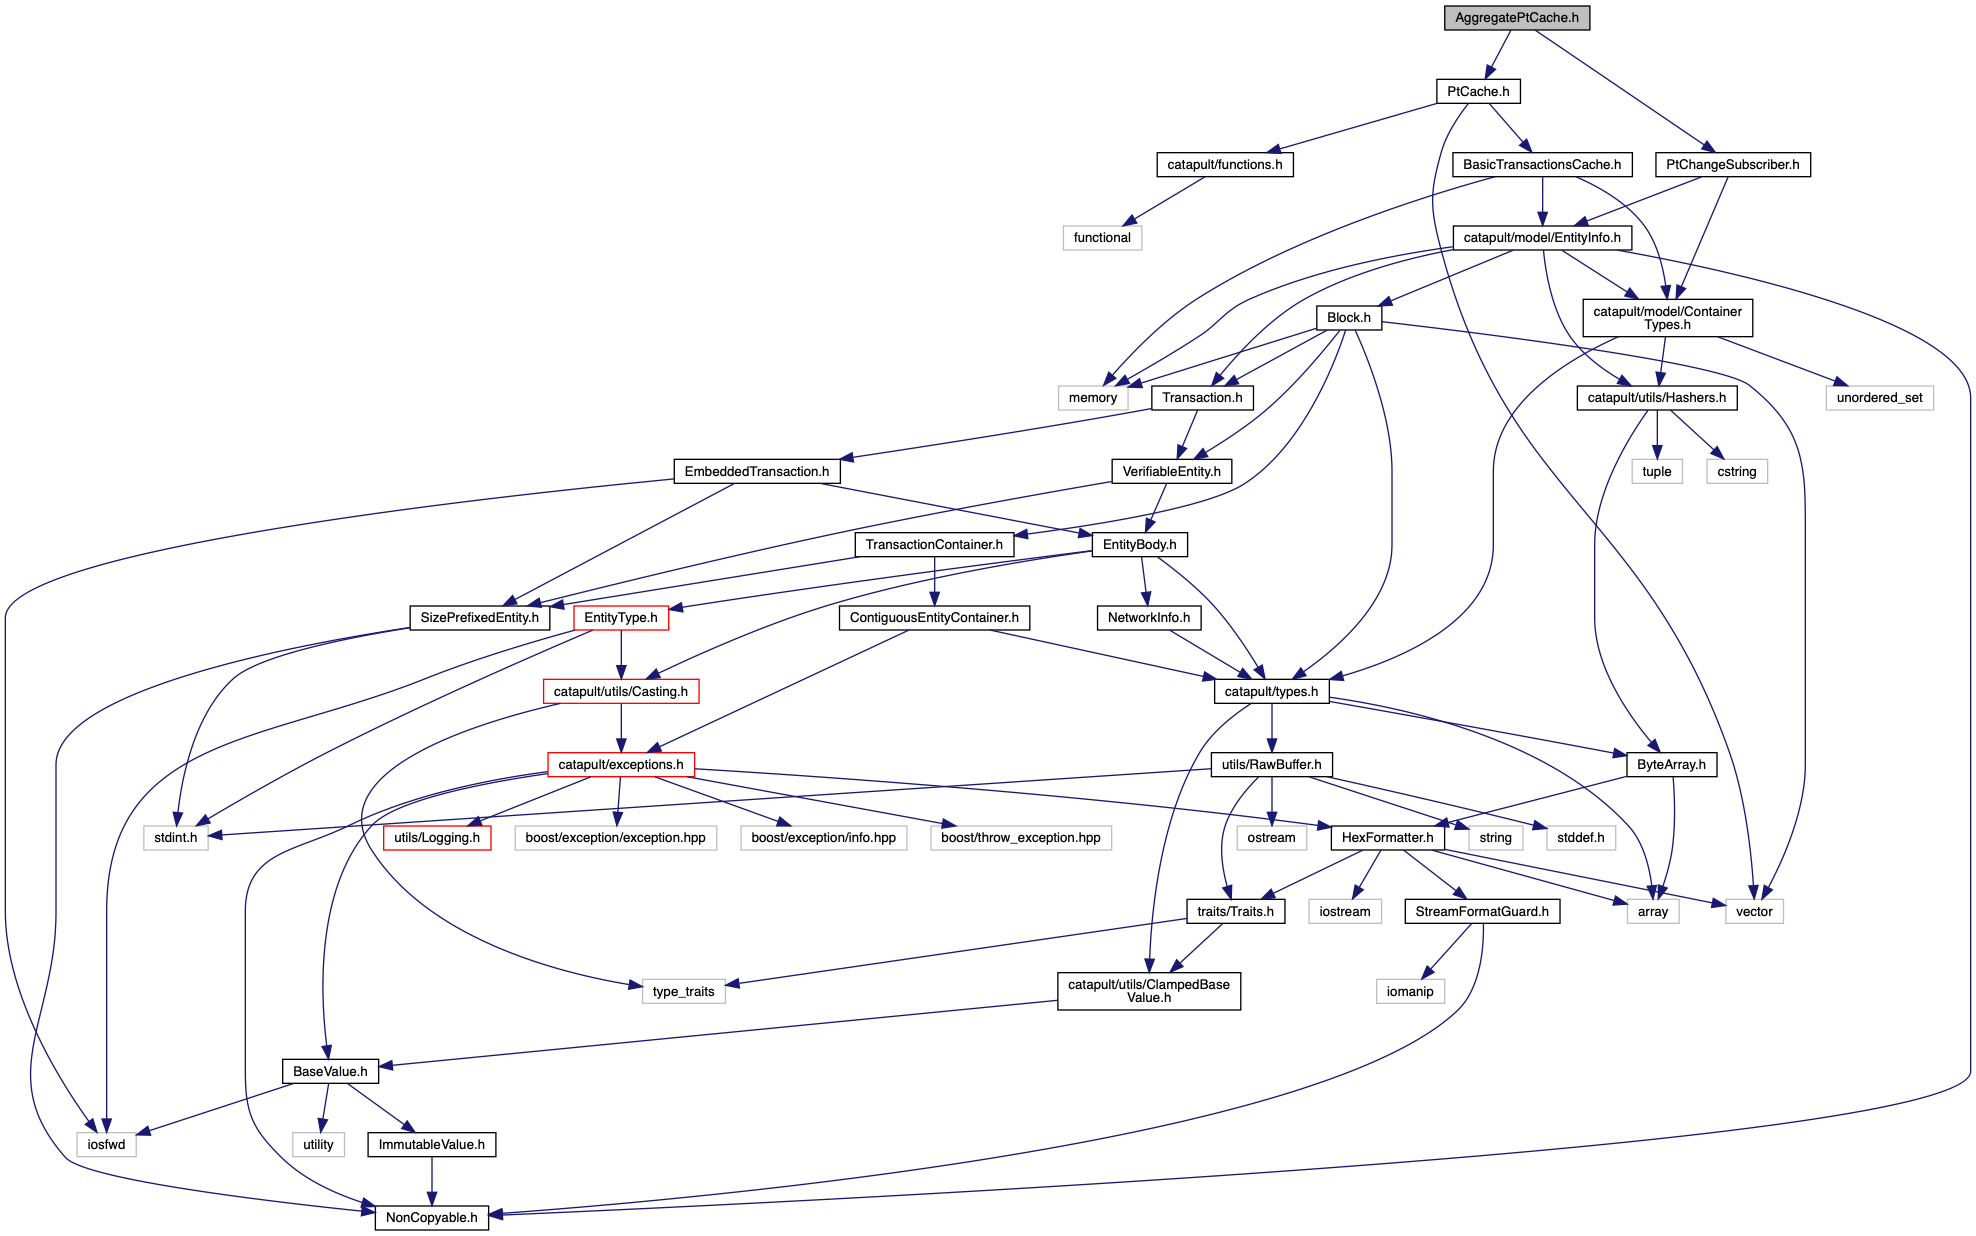 AggregatePtCache.h
PtCache.h
catapult/functions.h
BasicTransactionsCache.h
PtChangeSubscriber.h
functional
catapult/model/EntityInfo.h
Block.h
catapult/model/Container
Types.h
memory
Transaction.h
catapult/utils/Hashers.h
unordered_set
EmbeddedTransaction.h
VerifiableEntity.h
tuple
cstring
TransactionContainer.h
EntityBody.h
SizePrefixedEntity.h
EntityType.h
ContiguousEntityContainer.h
NetworkInfo.h
catapult/utils/Casting.h
catapult/types.h
catapult/exceptions.h
utils/RawBuffer.h
ByteArray.h
stdint.h
utils/Logging.h
boost/exception/exception.hpp
boost/exception/info.hpp
boost/throw_exception.hpp
ostream
HexFormatter.h
string
stddef.h
traits/Traits.h
iostream
StreamFormatGuard.h
array
vector
type_traits
catapult/utils/ClampedBase
Value.h
iomanip
BaseValue.h
iosfwd
utility
ImmutableValue.h
NonCopyable.h